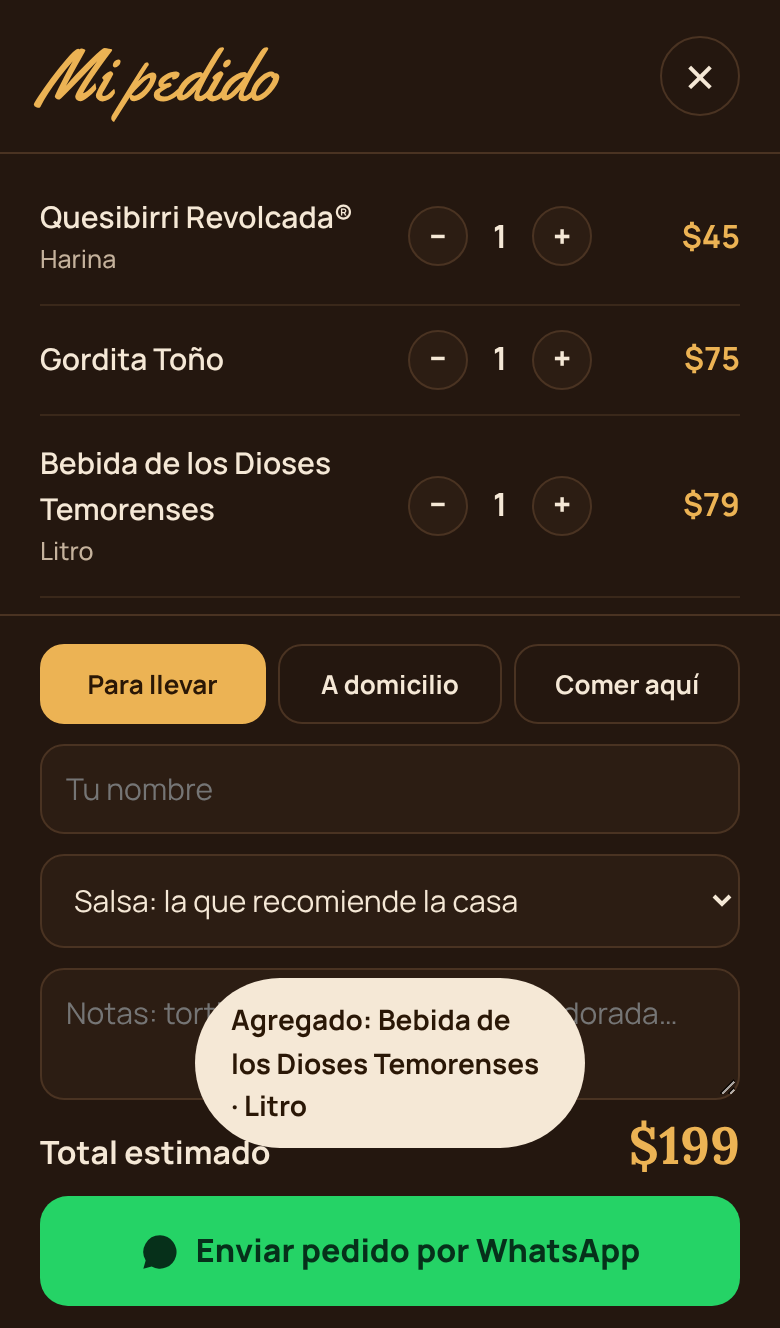 Mi pedido
Quesibirri Revolcada®
Harina
− 1 + $45
Gordita Toño
− 1 + $75
Bebida de los Dioses
Temorenses
Litro
− 1 + $79
Para llevar
A domicilio
Comer aquí
Tu nombre
Salsa: la que recomiende la casa
Notas: dorada...
Agregado: Bebida de
los Dioses Temorenses
· Litro
Total estimado $199
Enviar pedido por WhatsApp